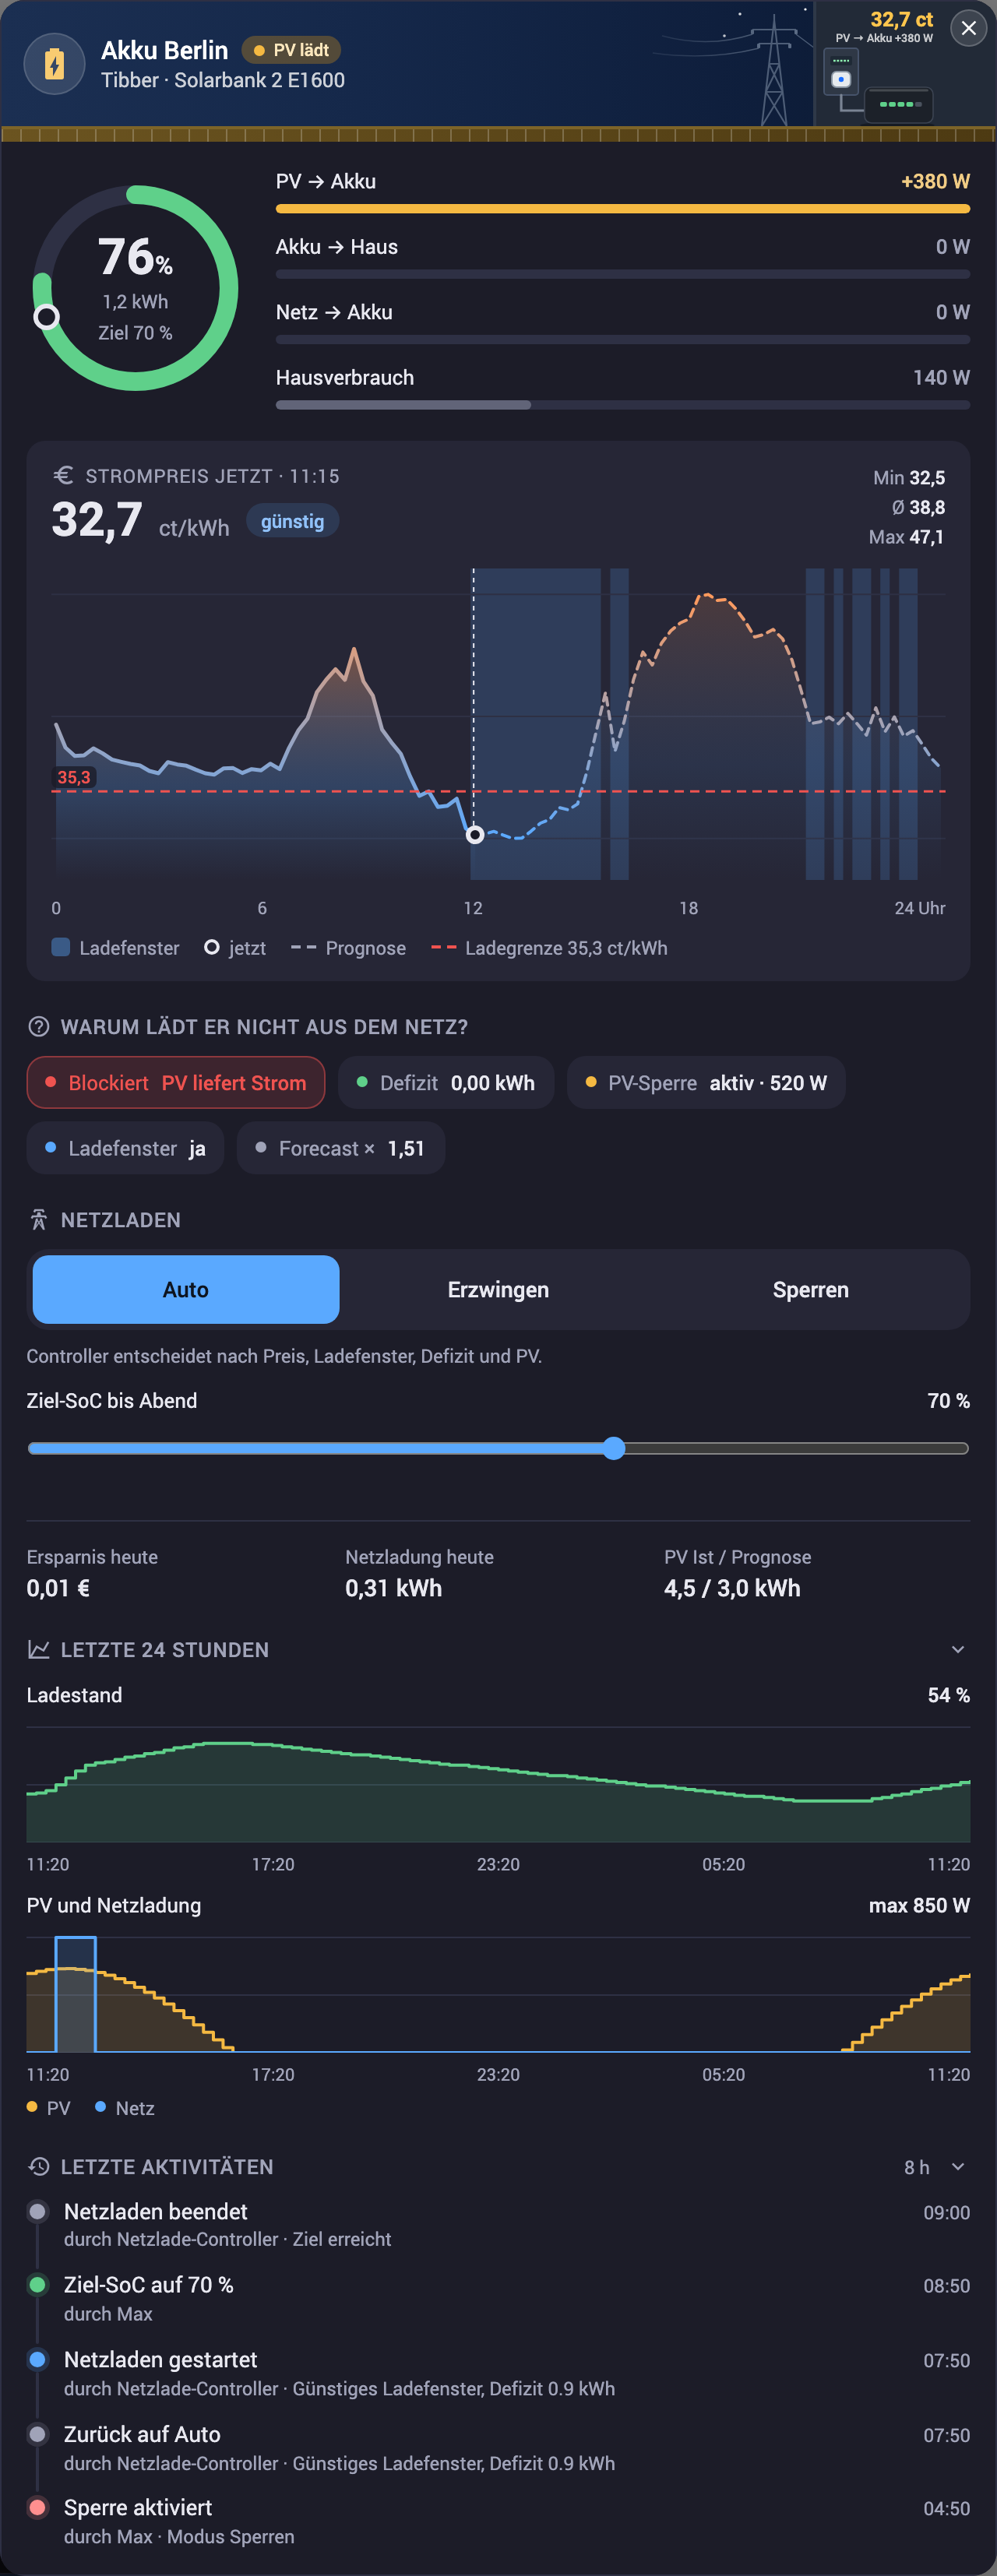 32,7 ct
PV → Akku +380 W
Akku Berlin PV lädt
Tibber · Solarbank 2 E1600
76%
1,2 kWh
Ziel 70 %
PV → Akku +380 W
Akku → Haus 0 W
Netz → Akku 0 W
Hausverbrauch 140 W
STROMPREIS JETZT · 11:15
32,7 ct/kWh günstig
Min 32,5
Ø 38,8
Max 47,1
35,3
0 6 12 18 24 Uhr
Ladefenster jetzt Prognose Ladegrenze 35,3 ct/kWh
WARUM LÄDT ER NICHT AUS DEM NETZ?
Blockiert PV liefert Strom Defizit 0,00 kWh PV-Sperre aktiv · 520 W
Ladefenster ja Forecast × 1,51
NETZLADEN
Auto Erzwingen Sperren
Controller entscheidet nach Preis, Ladefenster, Defizit und PV.
Ziel-SoC bis Abend 70 %
Ersparnis heute Netzladung heute PV Ist / Prognose
0,01 € 0,31 kWh 4,5 / 3,0 kWh
LETZTE 24 STUNDEN
Ladestand 54 %
11:20 17:20 23:20 05:20 11:20
PV und Netzladung max 850 W
11:20 17:20 23:20 05:20 11:20
PV Netz
LETZTE AKTIVITÄTEN 8 h
Netzladen beendet 09:00
durch Netzlade-Controller · Ziel erreicht
Ziel-SoC auf 70 % 08:50
durch Max
Netzladen gestartet 07:50
durch Netzlade-Controller · Günstiges Ladefenster, Defizit 0.9 kWh
Zurück auf Auto 07:50
durch Netzlade-Controller · Günstiges Ladefenster, Defizit 0.9 kWh
Sperre aktiviert 04:50
durch Max · Modus Sperren